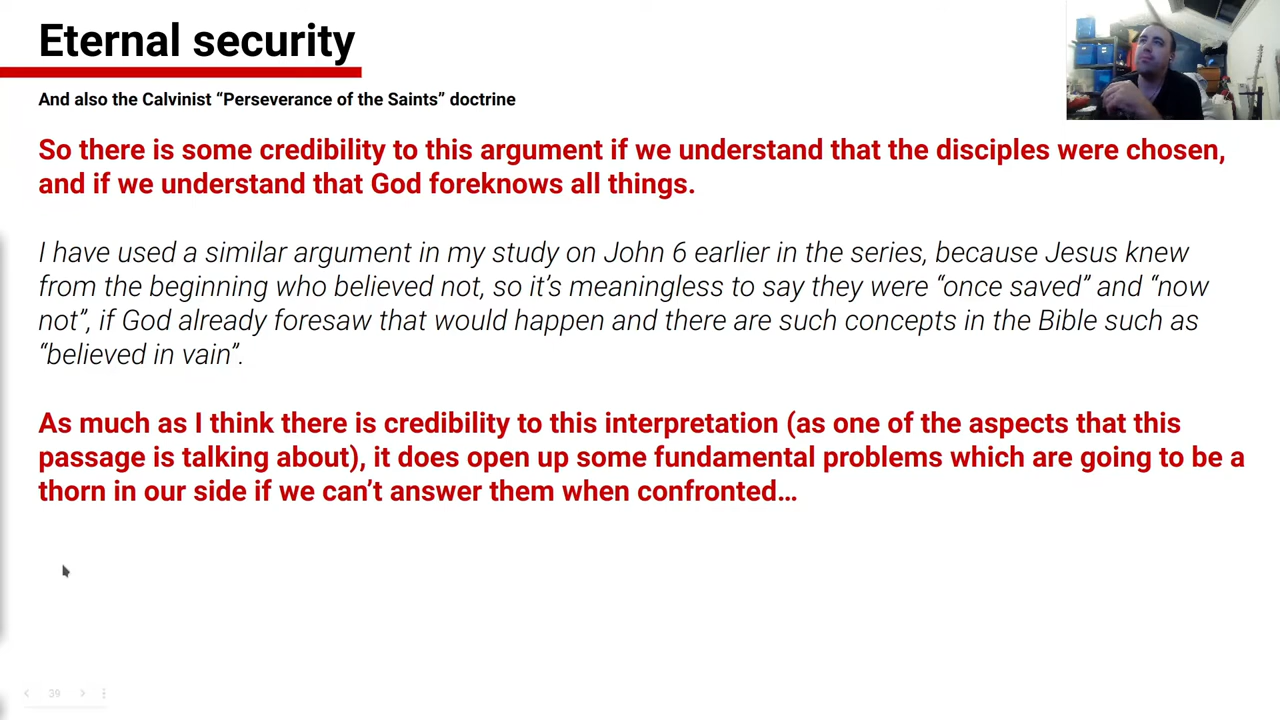 Eternal security
And also the Calvinist “Perseverance of the Saints” doctrine
So there is some credibility to this argument if we understand that the disciples were chosen,
and if we understand that God foreknows all things.
I have used a similar argument in my study on John 6 earlier in the series, because Jesus knew
from the beginning who believed not, so it’s meaningless to say they were “once saved” and “now
not”, if God already foresaw that would happen and there are such concepts in the Bible such as
“believed in vain”.
As much as I think there is credibility to this interpretation (as one of the aspects that this
passage is talking about), it does open up some fundamental problems which are going to be a
thorn in our side if we can’t answer them when confronted…
39